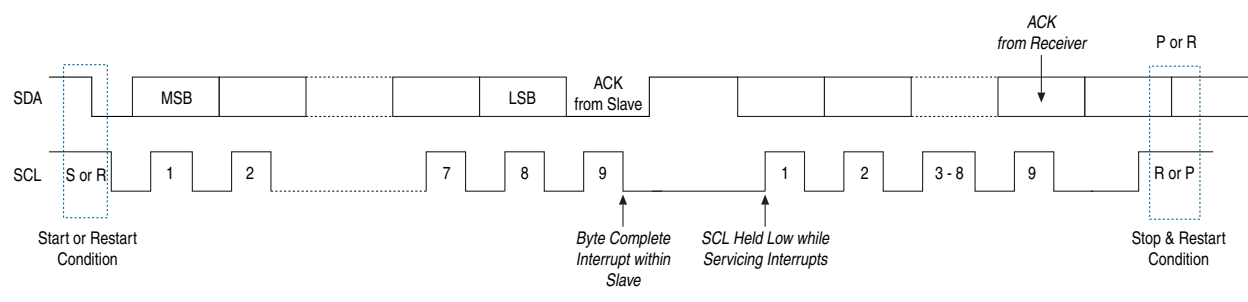 ACK
from Receiver
P or R
SDA
MSB
LSB
ACK
from Slave
SCL
S or R
1
2
7
8
9
1
2
3 - 8
9
R or P
Start or Restart
Condition
Byte Complete
Interrupt within
Slave
SCL Held Low while
Servicing Interrupts
Stop & Restart
Condition